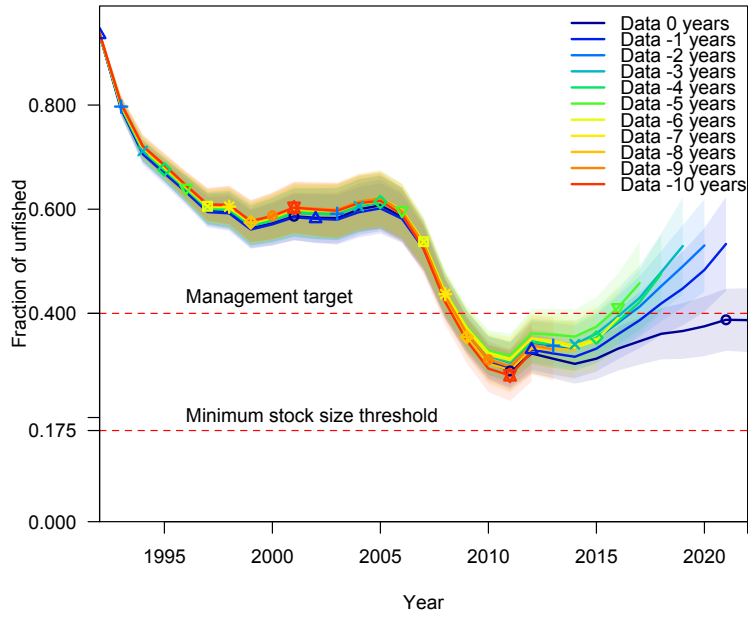 Data 0 years
Data -1 years
Data -2 years
Data -3 years
Data -4 years
Data -5 years
Data -6 years
Data -7 years
Data -8 years
Data -9 years
Data -10 years
Fraction of unfished
0.800
0.600
0.400
0.175
0.000
Management target
Minimum stock size threshold
1995 2000 2005 2010 2015 2020
Year